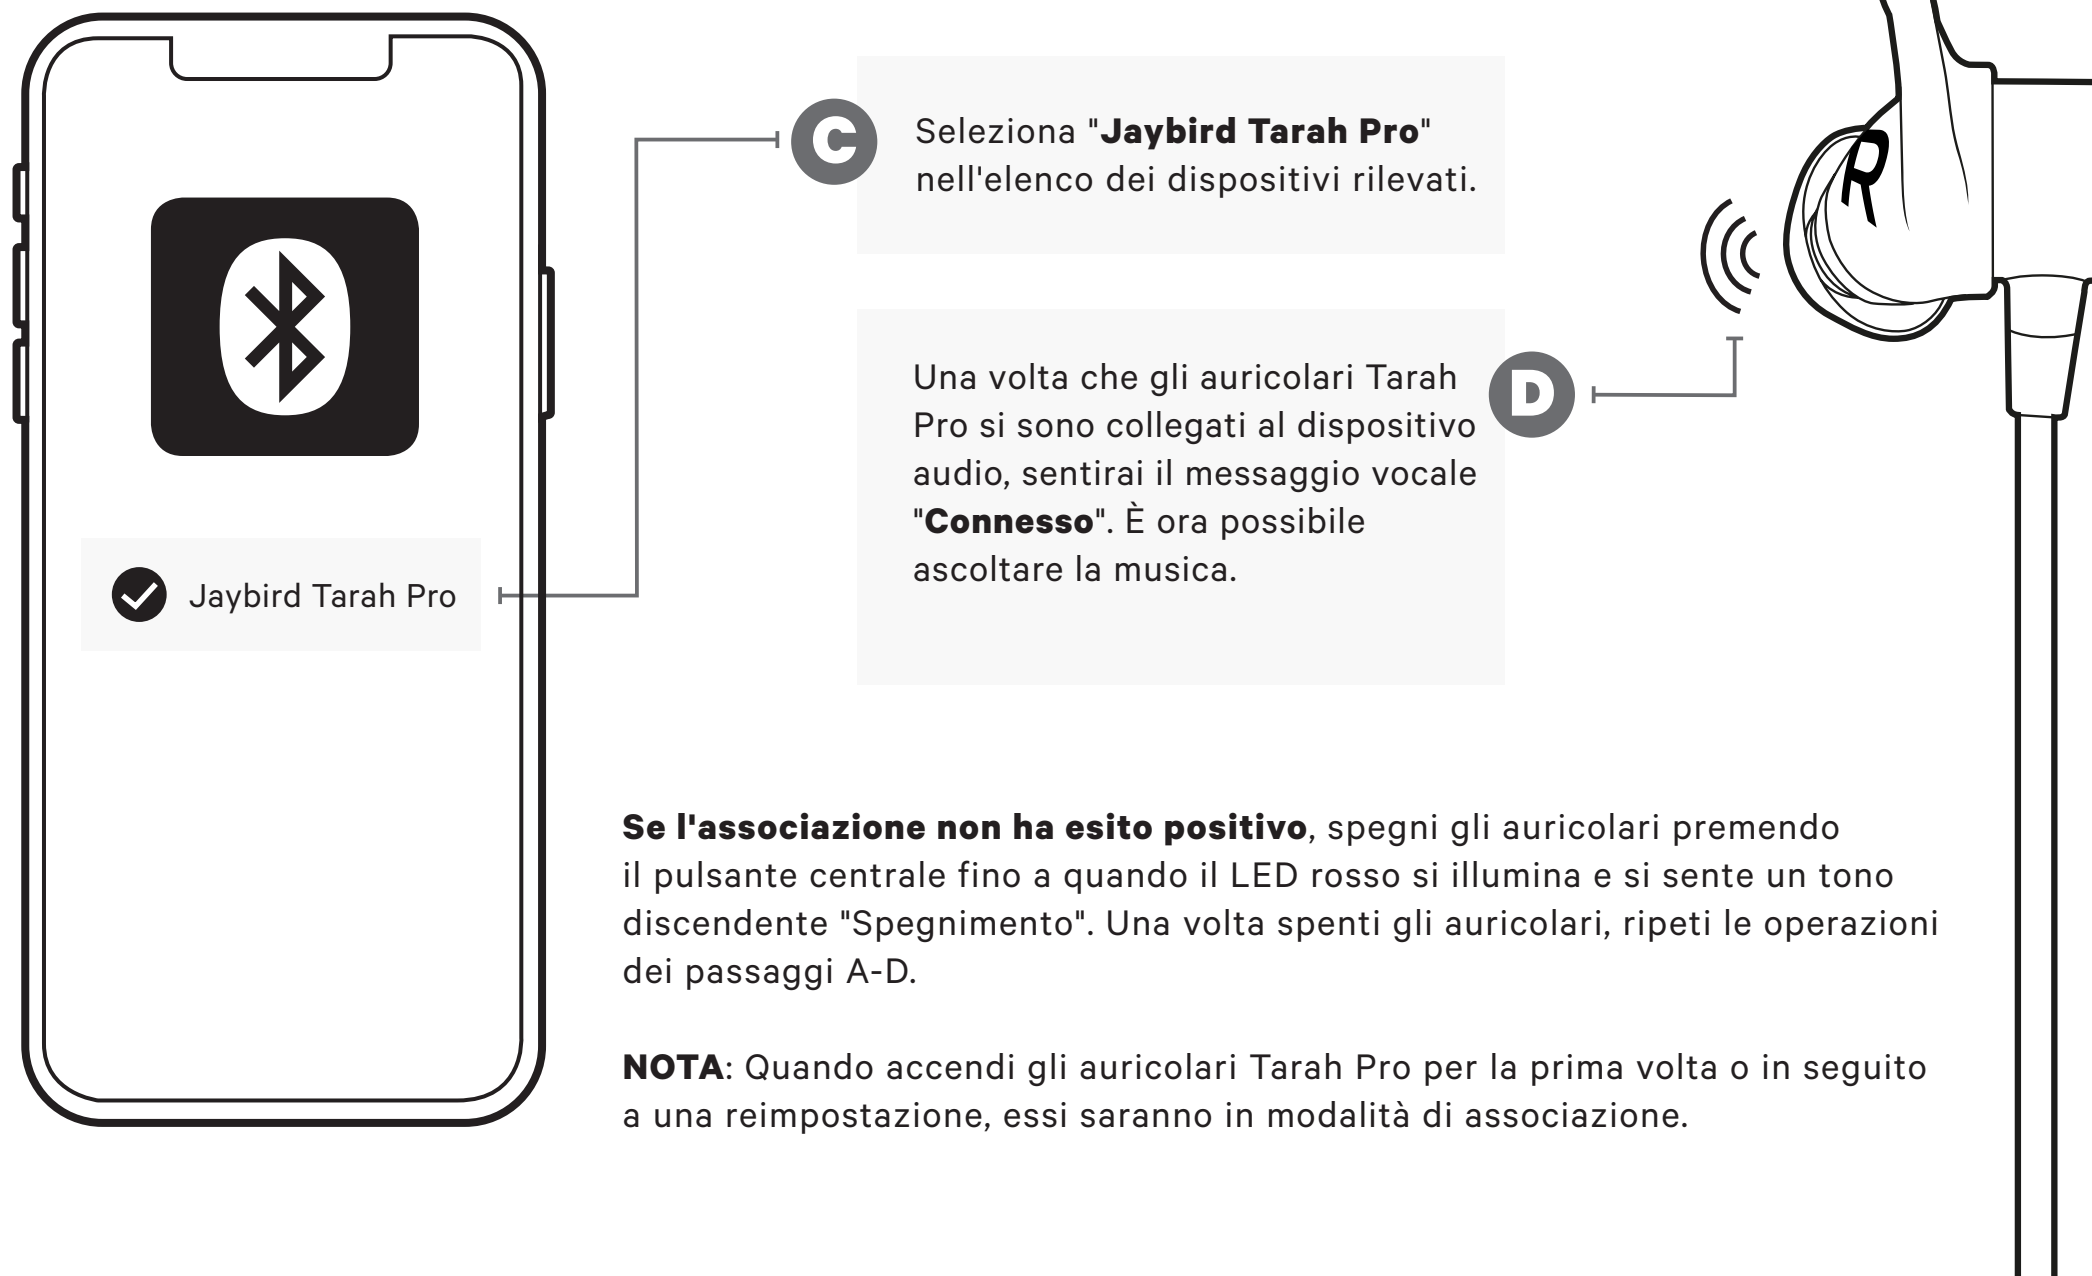 C
Seleziona "Jaybird Tarah Pro"
nell'elenco dei dispositivi rilevati.
R
Una volta che gli auricolari Tarah
Pro si sono collegati al dispositivo
audio, sentirai il messaggio vocale
"Connesso". È ora possibile
ascoltare la musica.
D
Jaybird Tarah Pro
Se l'associazione non ha esito positivo, spegni gli auricolari premendo
il pulsante centrale fino a quando il LED rosso si illumina e si sente un tono
discendente "Spegnimento". Una volta spenti gli auricolari, ripeti le operazioni
dei passaggi A-D.
NOTA: Quando accendi gli auricolari Tarah Pro per la prima volta o in seguito
a una reimpostazione, essi saranno in modalità di associazione.